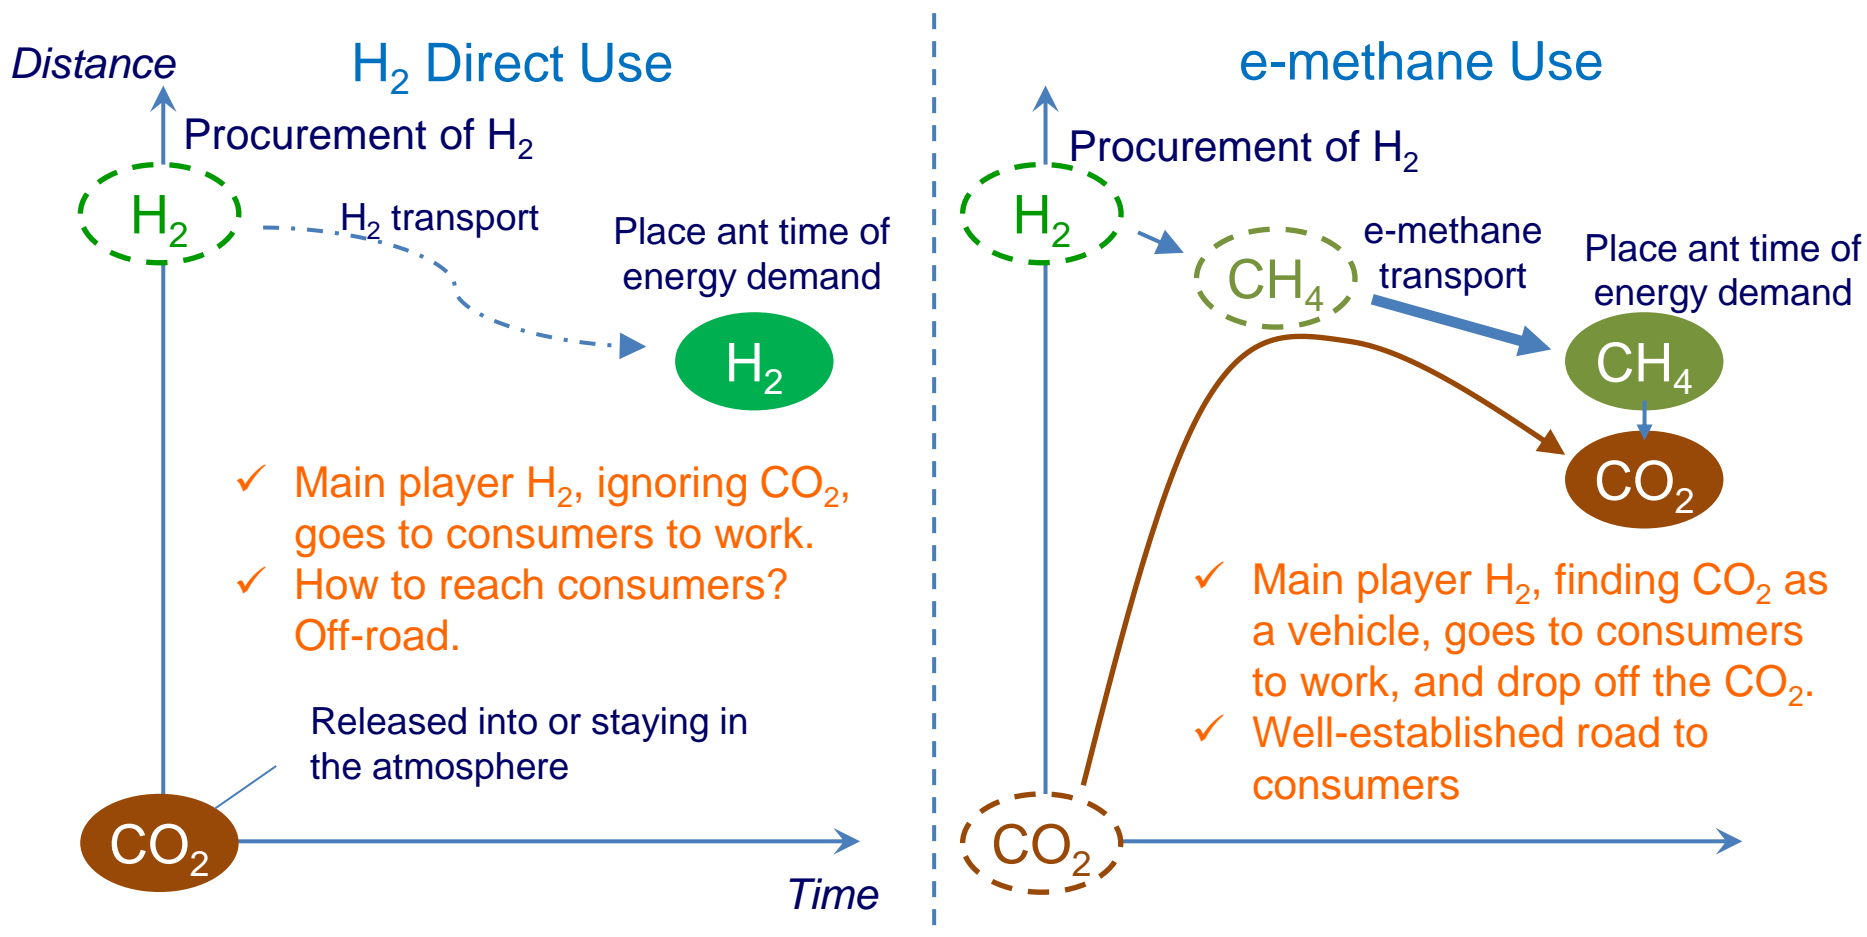 Distance
H₂ Direct Use
Procurement of H₂
H₂
H₂ transport
Place ant time of
energy demand
H₂
✓ Main player H₂, ignoring CO₂,
goes to consumers to work.
✓ How to reach consumers?
Off-road.
Released into or staying in
the atmosphere
CO₂
Time
e-methane Use
Procurement of H₂
H₂
CH₄
e-methane
transport
Place ant time of
energy demand
CH₄
CO₂
✓ Main player H₂, finding CO₂ as
a vehicle, goes to consumers
to work, and drop off the CO₂.
✓ Well-established road to
consumers
CO₂